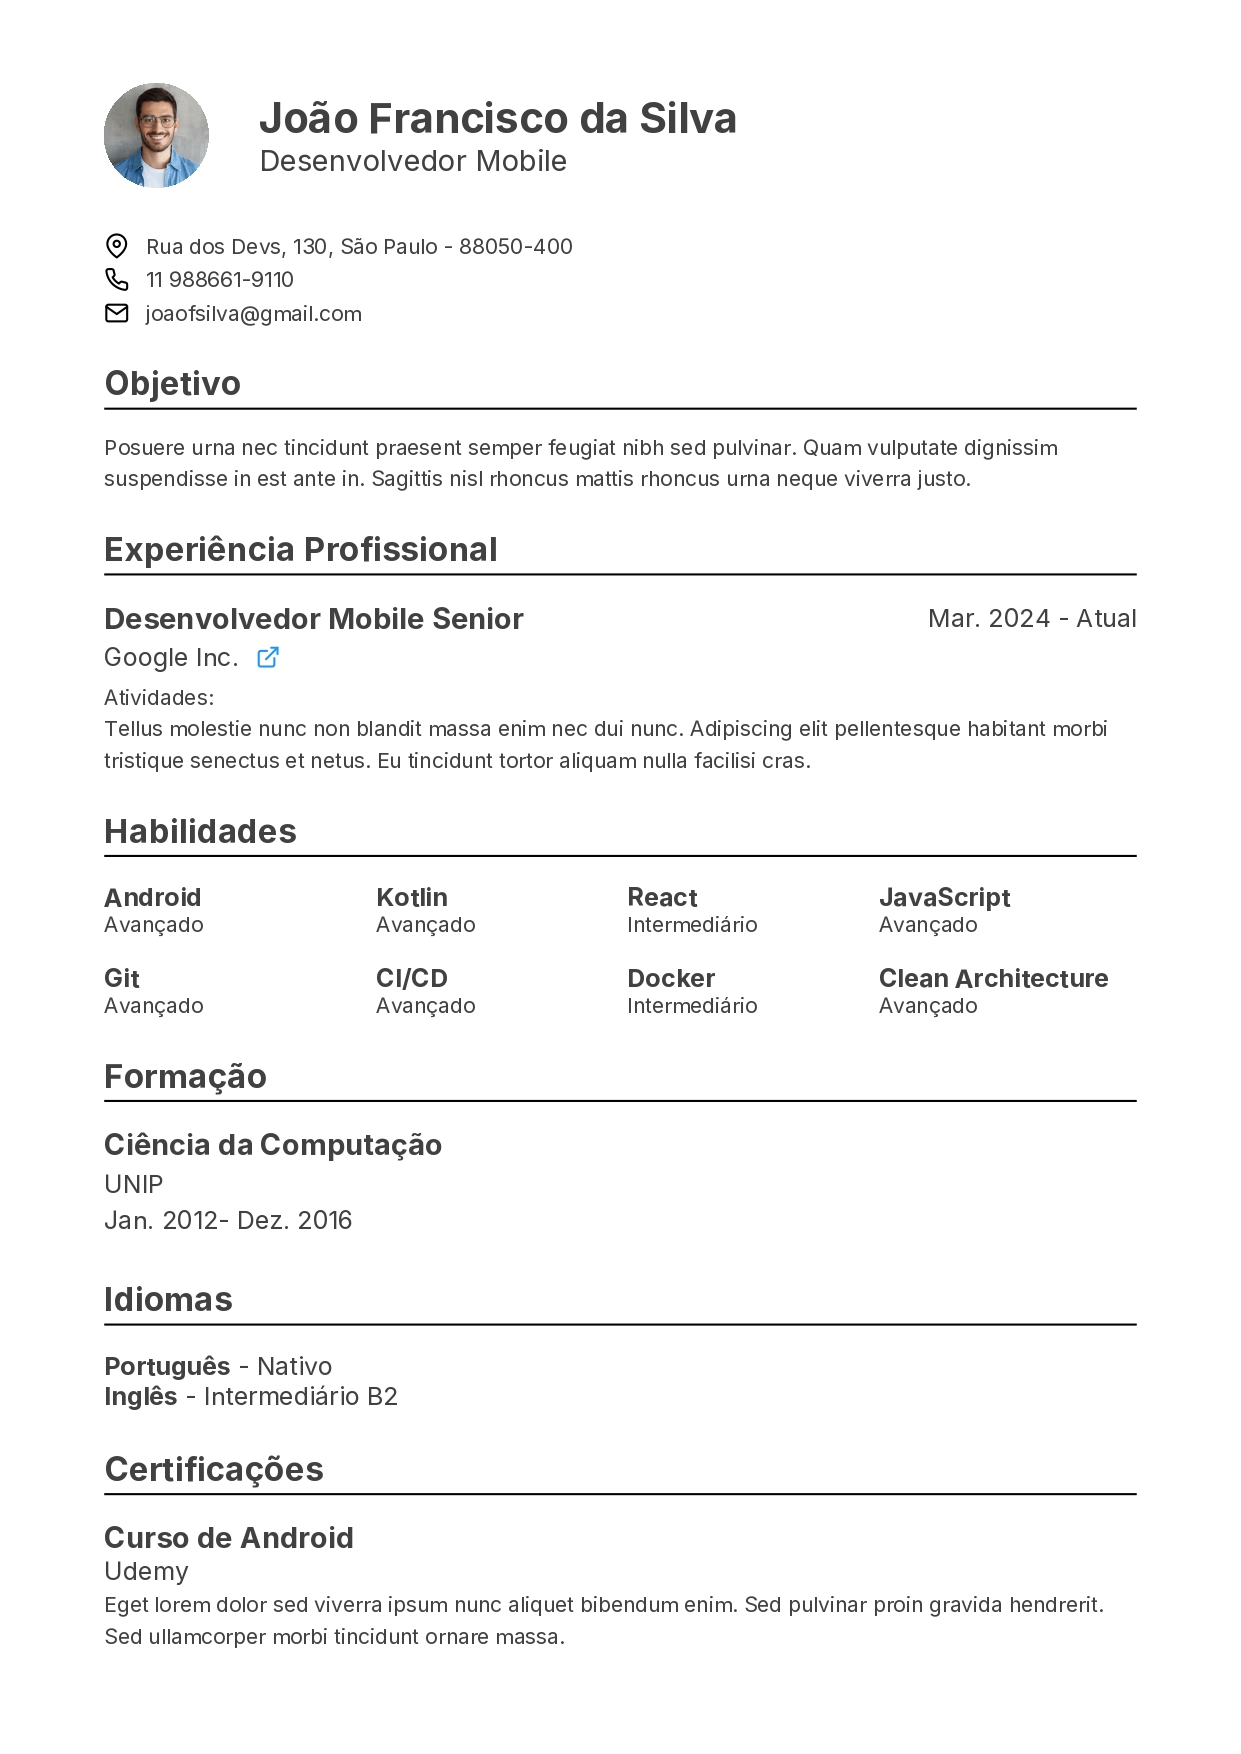 João Francisco da Silva
Desenvolvedor Mobile
Rua dos Devs, 130, São Paulo - 88050-400
11 988661-9110
joaofsilva@gmail.com
Objetivo
Posuere urna nec tincidunt praesent semper feugiat nibh sed pulvinar. Quam vulputate dignissim
suspendisse in est ante in. Sagittis nisl rhoncus mattis rhoncus urna neque viverra justo.
Experiência Profissional
Desenvolvedor Mobile Senior Mar. 2024 - Atual
Google Inc.
Atividades:
Tellus molestie nunc non blandit massa enim nec dui nunc. Adipiscing elit pellentesque habitant morbi
tristique senectus et netus. Eu tincidunt tortor aliquam nulla facilisi cras.
Habilidades
Android Kotlin React JavaScript
Avançado Avançado Intermediário Avançado
Git CI/CD Docker Clean Architecture
Avançado Avançado Intermediário Avançado
Formação
Ciência da Computação
UNIP
Jan. 2012- Dez. 2016
Idiomas
Português - Nativo
Inglês - Intermediário B2
Certificações
Curso de Android
Udemy
Eget lorem dolor sed viverra ipsum nunc aliquet bibendum enim. Sed pulvinar proin gravida hendrerit.
Sed ullamcorper morbi tincidunt ornare massa.